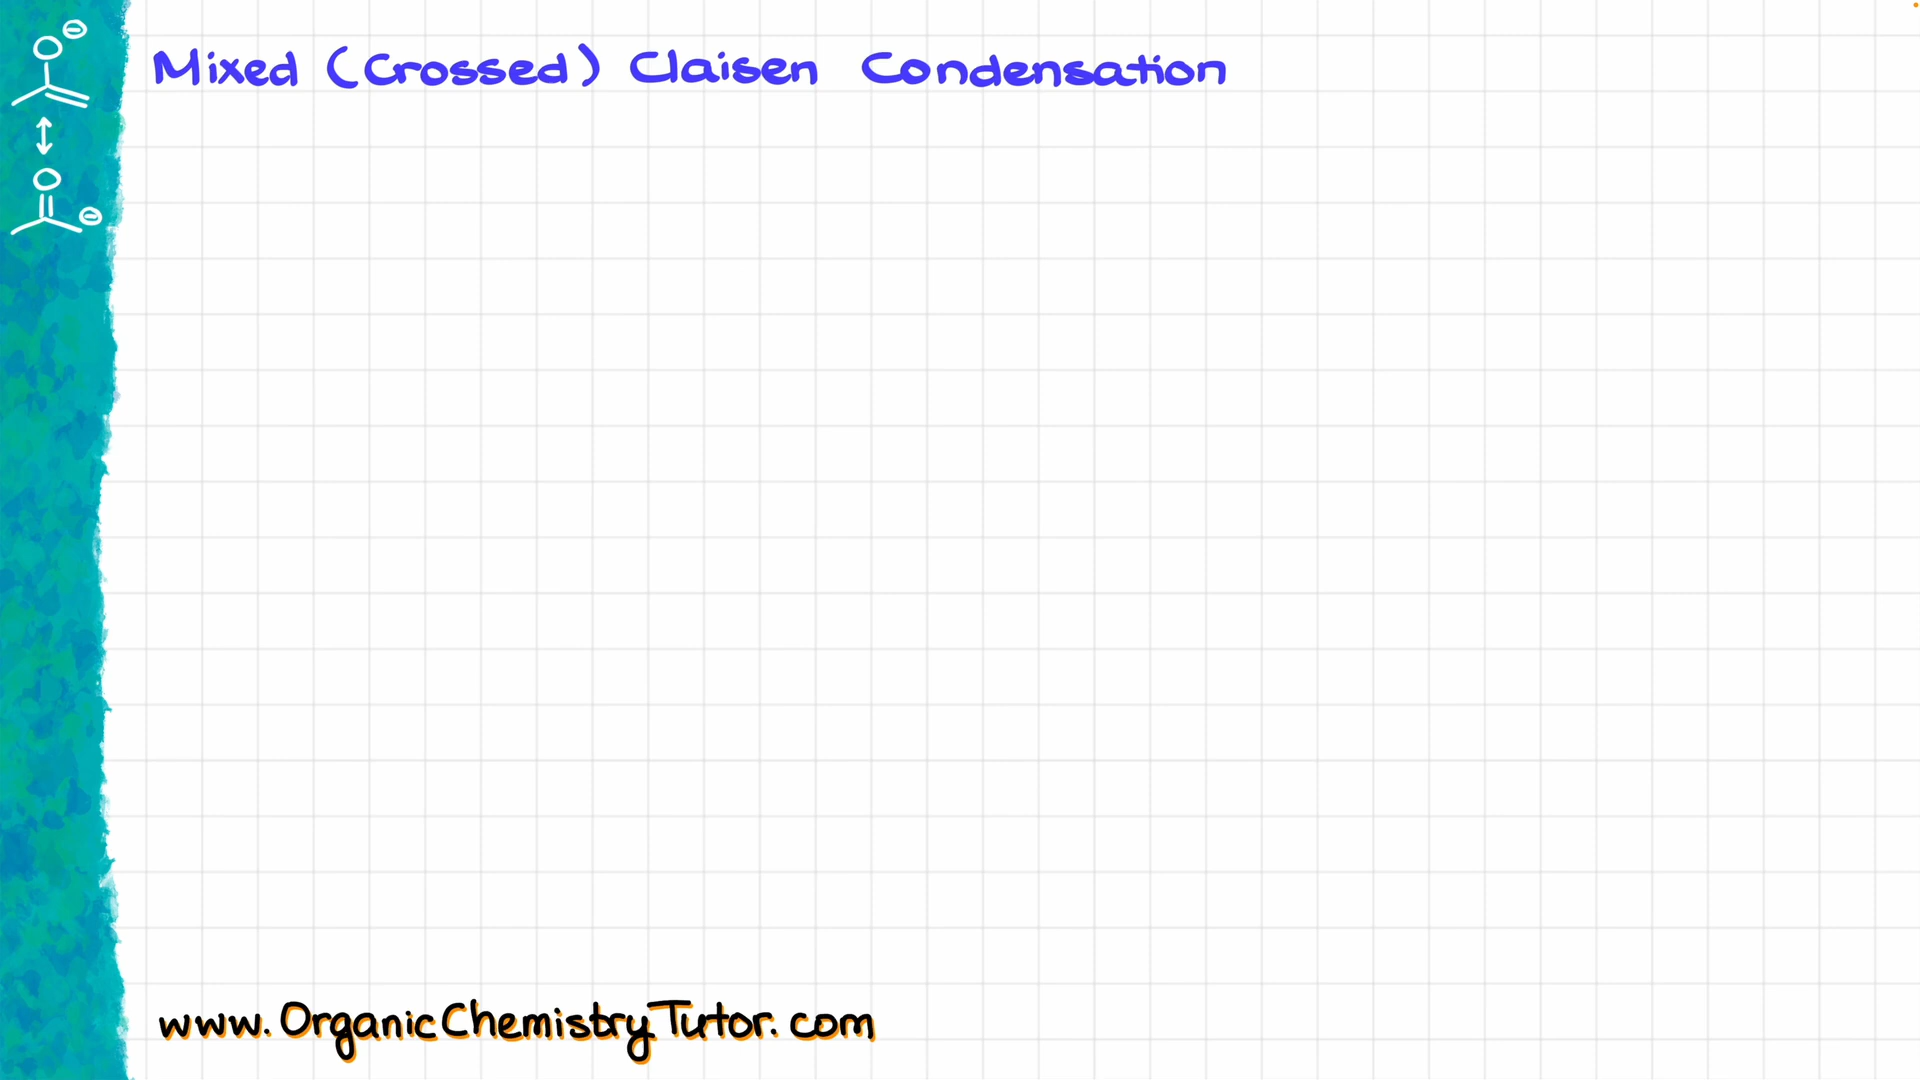 Mixed (Crossed) Claisen Condensation
O⊖
O
⊖
www.OrganicChemistryTutor.com